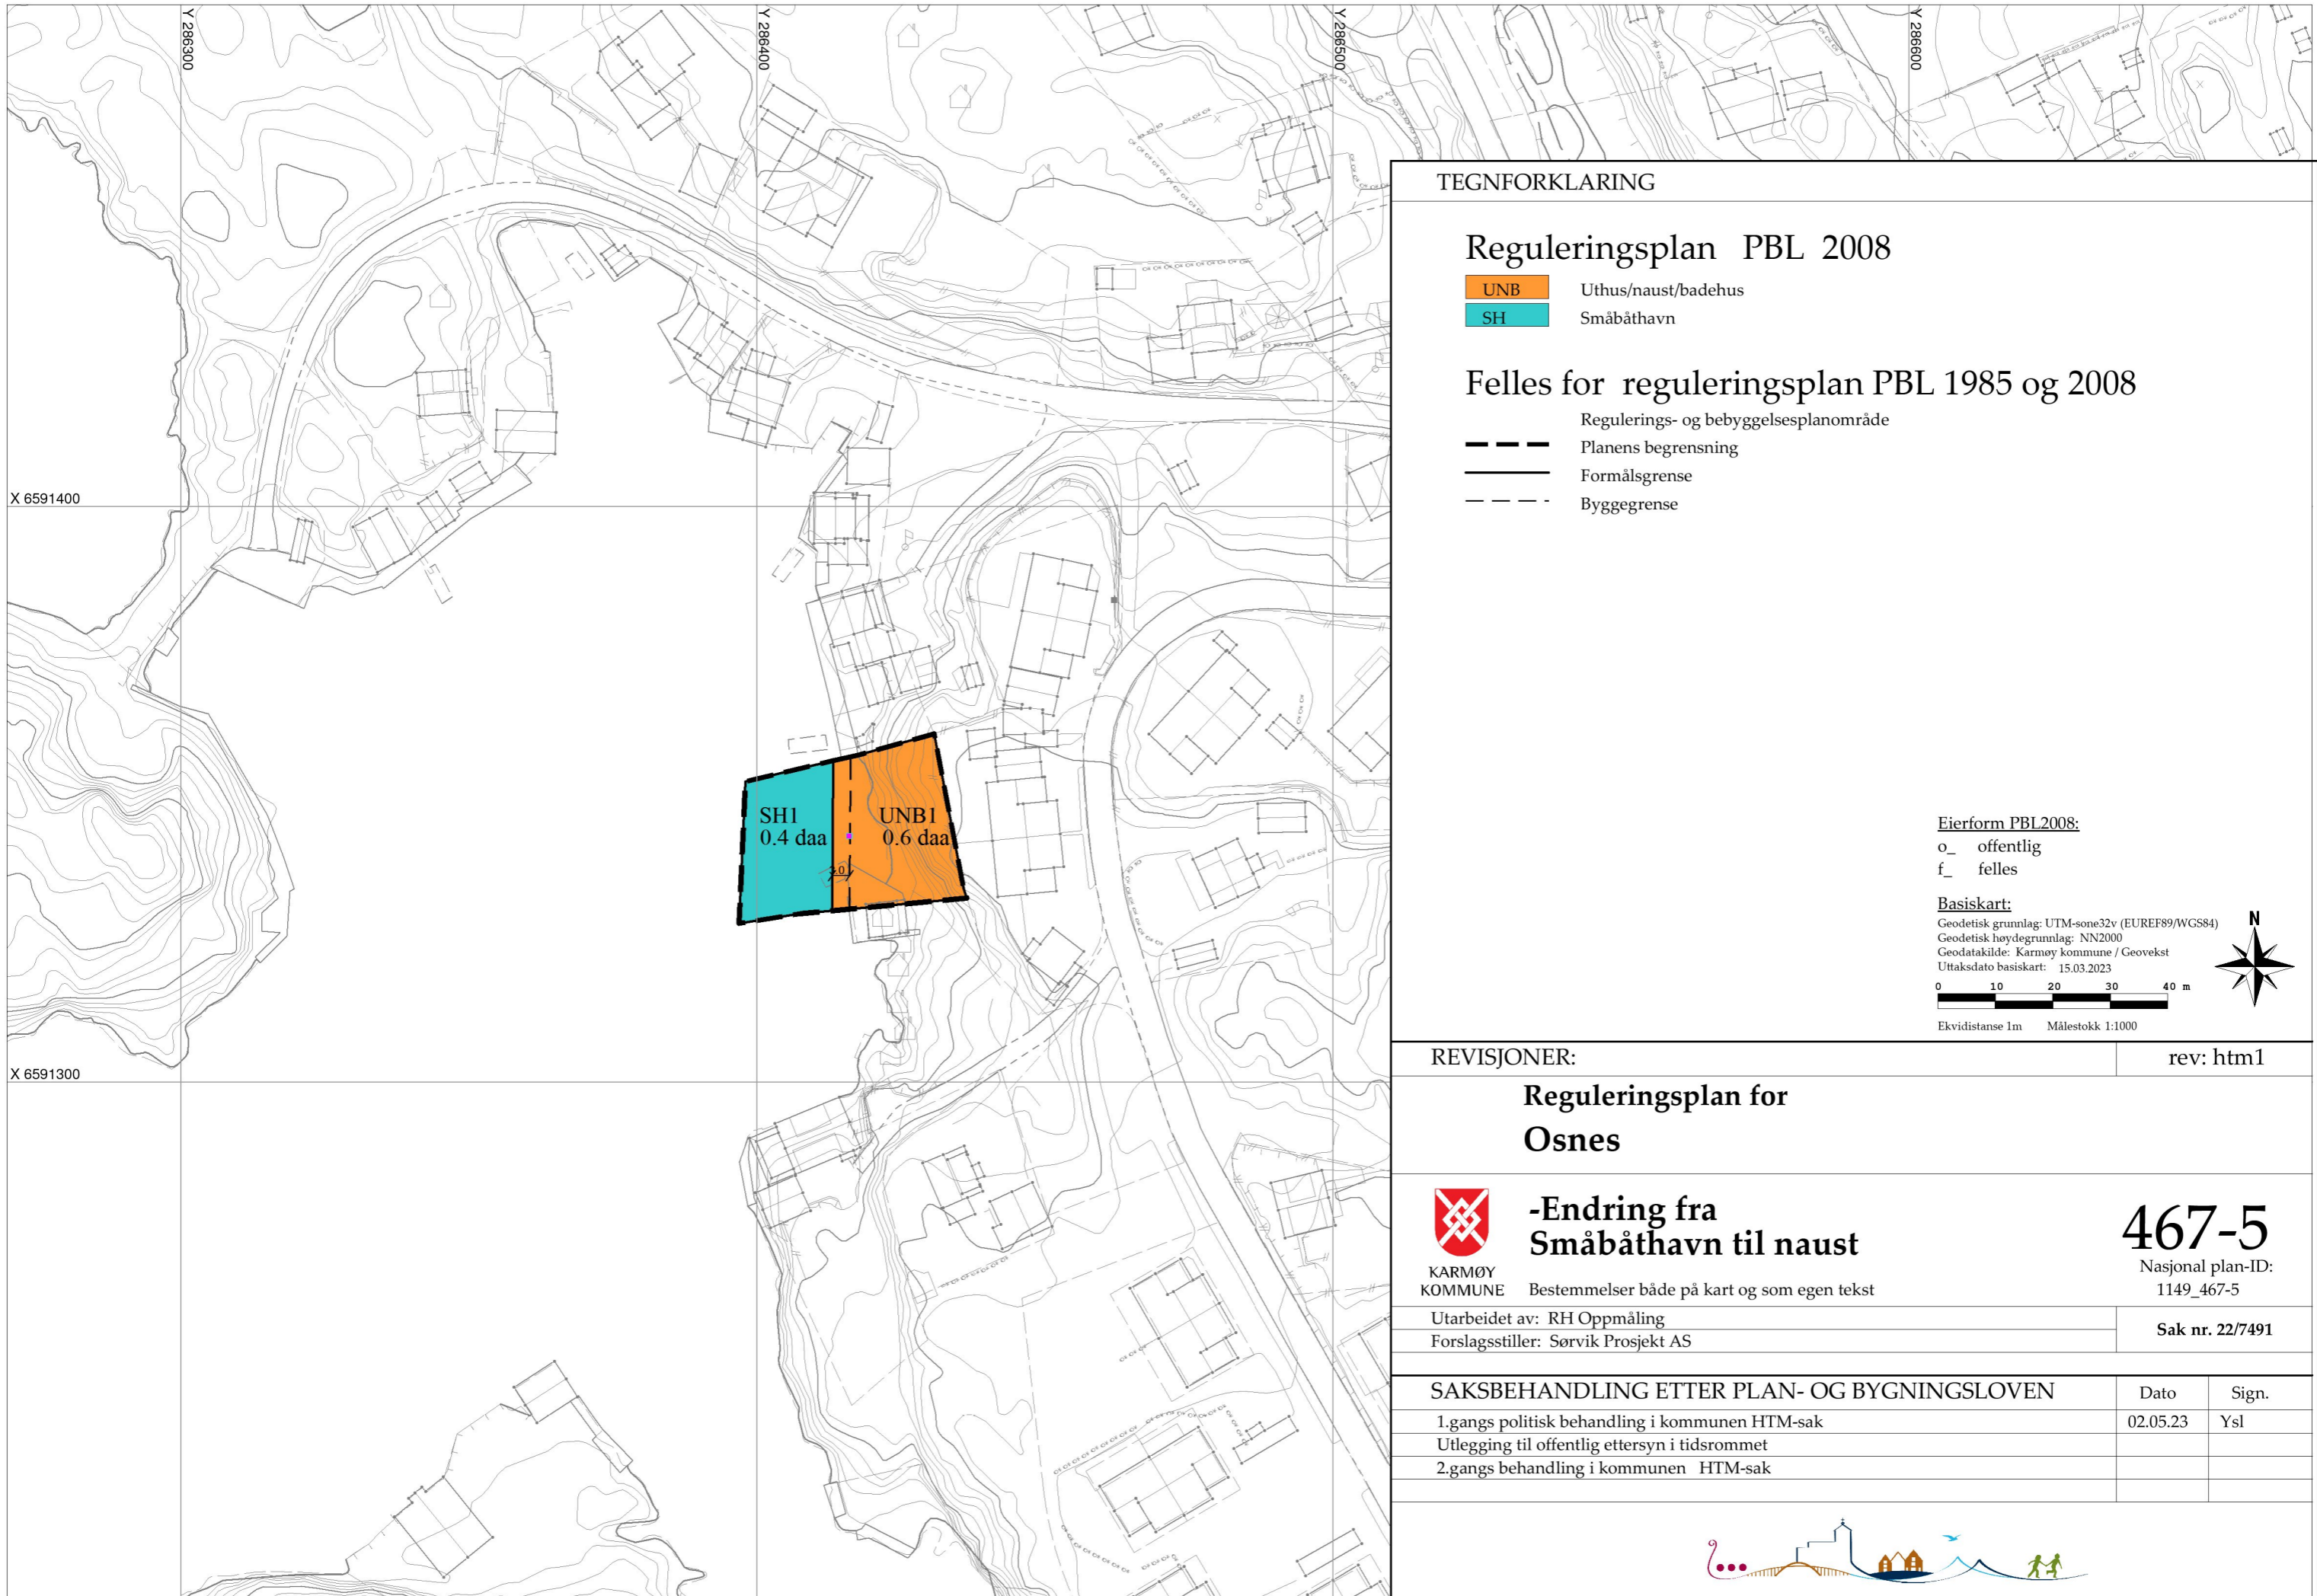 Y 286300
Y 286400
Y 286500
Y 286600
X 6591400
X 6591300
SH1
0.4 daa
UNB1
0.6 daa
TEGNFORKLARING
Reguleringsplan PBL 2008
UNB Uthus/naust/badehus
SH Småbåthavn
Felles for reguleringsplan PBL 1985 og 2008
Regulerings- og bebyggelsesplanområde
Planens begrensning
Formålsgrense
Byggegrense
Eierform PBL2008:
o_ offentlig
f_ felles
Basiskart:
Geodetisk grunnlag: UTM-sone32v (EUREF89/WGS84)
Geodetisk høydegrunnlag: NN2000
Geodatakilde: Karmøy kommune / Geovekst
Uttaksdato basiskart: 15.03.2023
N
0 10 20 30 40 m
Ekvidistanse 1m Målestokk 1:1000
REVISJONER: rev: htm1
Reguleringsplan for
Osnes
-Endring fra
Småbåthavn til naust
KARMØY
KOMMUNE
Bestemmelser både på kart og som egen tekst
467-5
Nasjonal plan-ID:
1149_467-5
Utarbeidet av: RH Oppmåling
Forslagsstiller: Sørvik Prosjekt AS
Sak nr. 22/7491
SAKSBEHANDLING ETTER PLAN- OG BYGNINGSLOVEN Dato Sign.
1.gangs politisk behandling i kommunen HTM-sak 02.05.23 Ysl
Utlegging til offentlig ettersyn i tidsrommet
2.gangs behandling i kommunen HTM-sak